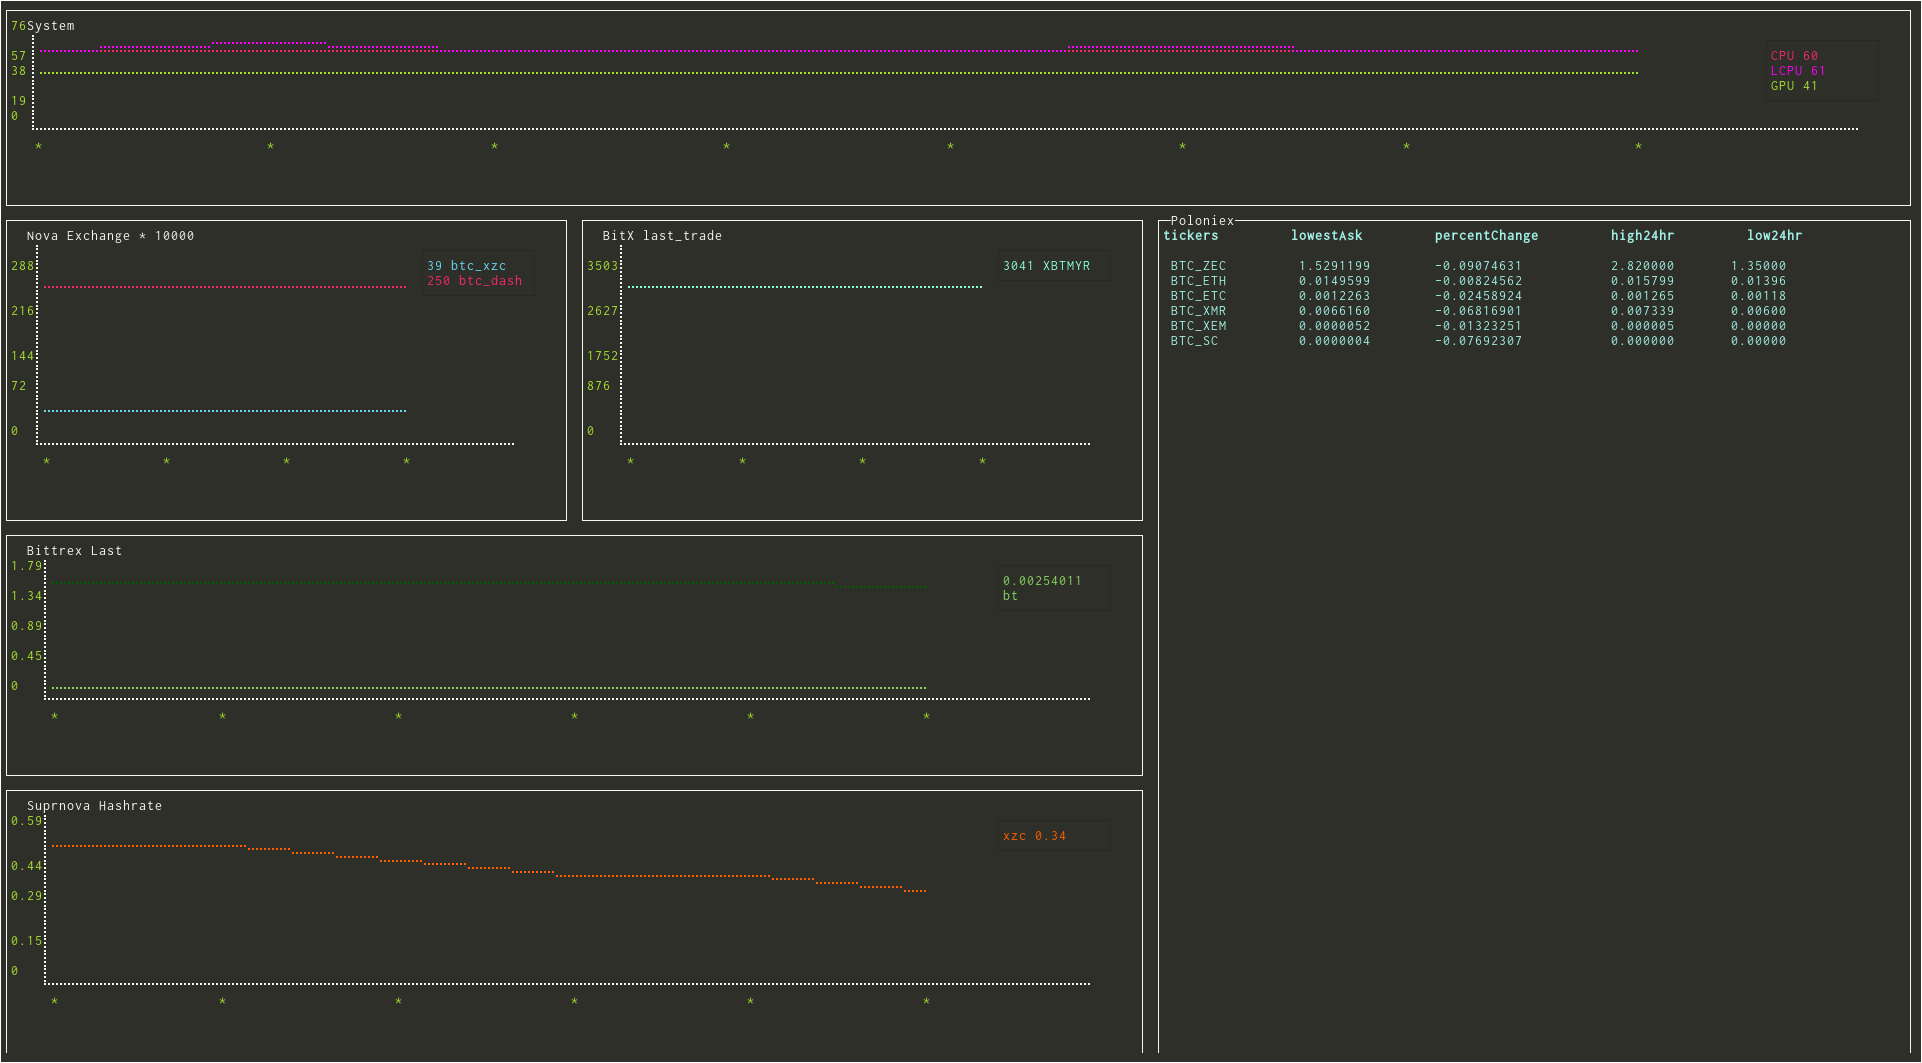 76System
57
38
19
0
CPU 60
LCPU 61
GPU 41
* * * * * * * *
Nova Exchange * 10000
288
216
144
72
0
39 btc_xzc
250 btc_dash
* * * *
BitX last_trade
3503
2627
1752
876
0
3041 XBTMYR
* * * *
Poloniex
tickers lowestAsk percentChange high24hr low24hr
BTC_ZEC 1.5291199 -0.09074631 2.820000 1.35000
BTC_ETH 0.0149599 -0.00824562 0.015799 0.01396
BTC_ETC 0.0012263 -0.02458924 0.001265 0.00118
BTC_XMR 0.0066160 -0.06816901 0.007339 0.00600
BTC_XEM 0.0000052 -0.01323251 0.000005 0.00000
BTC_SC 0.0000004 -0.07692307 0.000000 0.00000
Bittrex Last
1.79
1.34
0.89
0.45
0
0.00254011
bt
* * * * * *
Suprnova Hashrate
0.59
0.44
0.29
0.15
0
xzc 0.34
* * * * * *